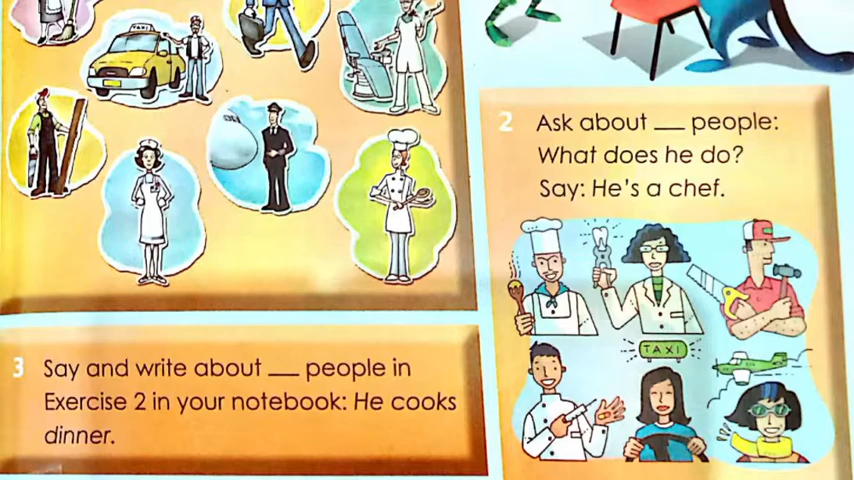 TAXI
2 Ask about ___ people:
What does he do?
Say: He's a chef.
TAXI
3 Say and write about ___ people in
Exercise 2 in your notebook: He cooks
dinner.